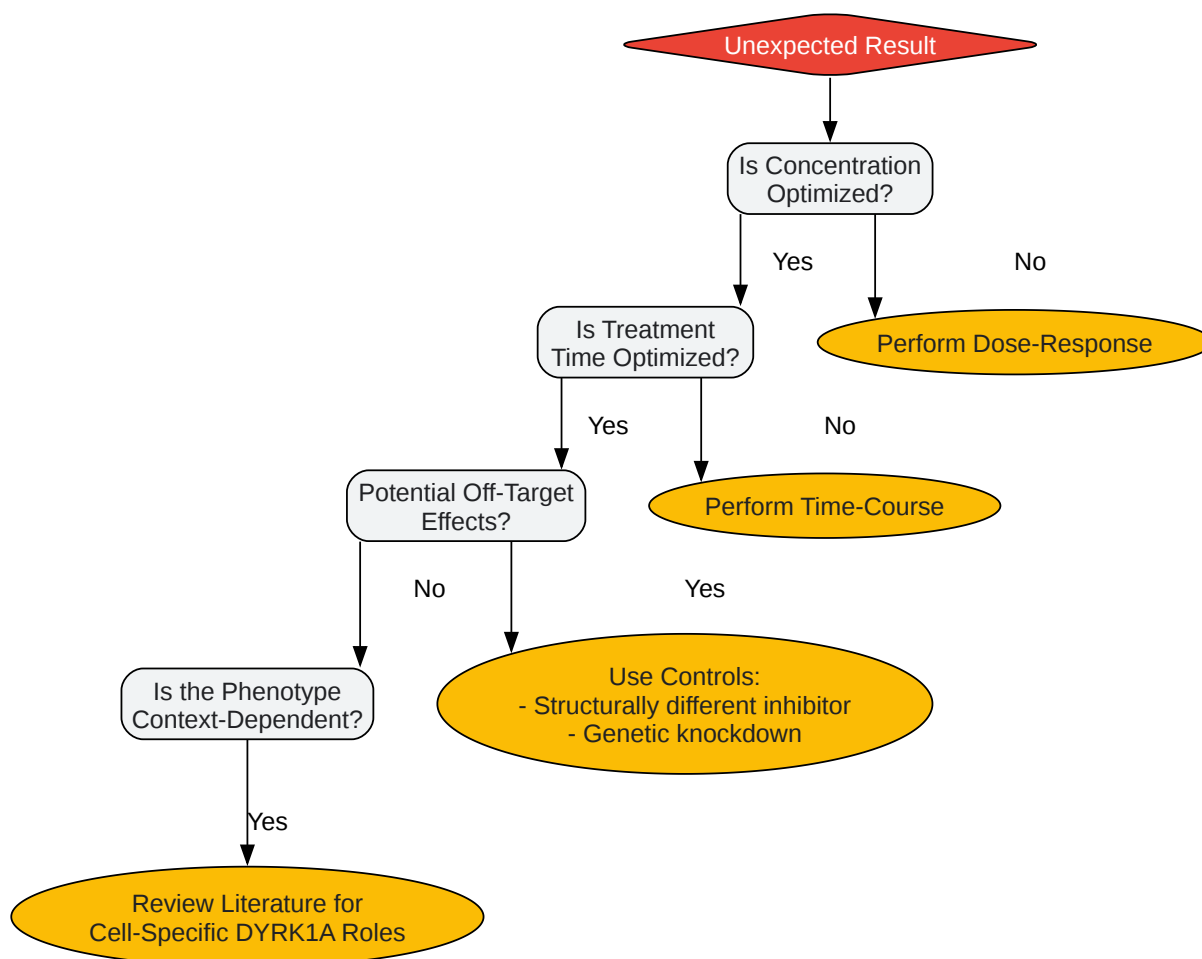 Unexpected Result
Is Concentration
Optimized?
Yes
No
Is Treatment
Time Optimized?
Perform Dose-Response
Yes
No
Potential Off-Target
Effects?
Perform Time-Course
No
Yes
Is the Phenotype
Context-Dependent?
Use Controls:
- Structurally different inhibitor
- Genetic knockdown
Yes
Review Literature for
Cell-Specific DYRK1A Roles